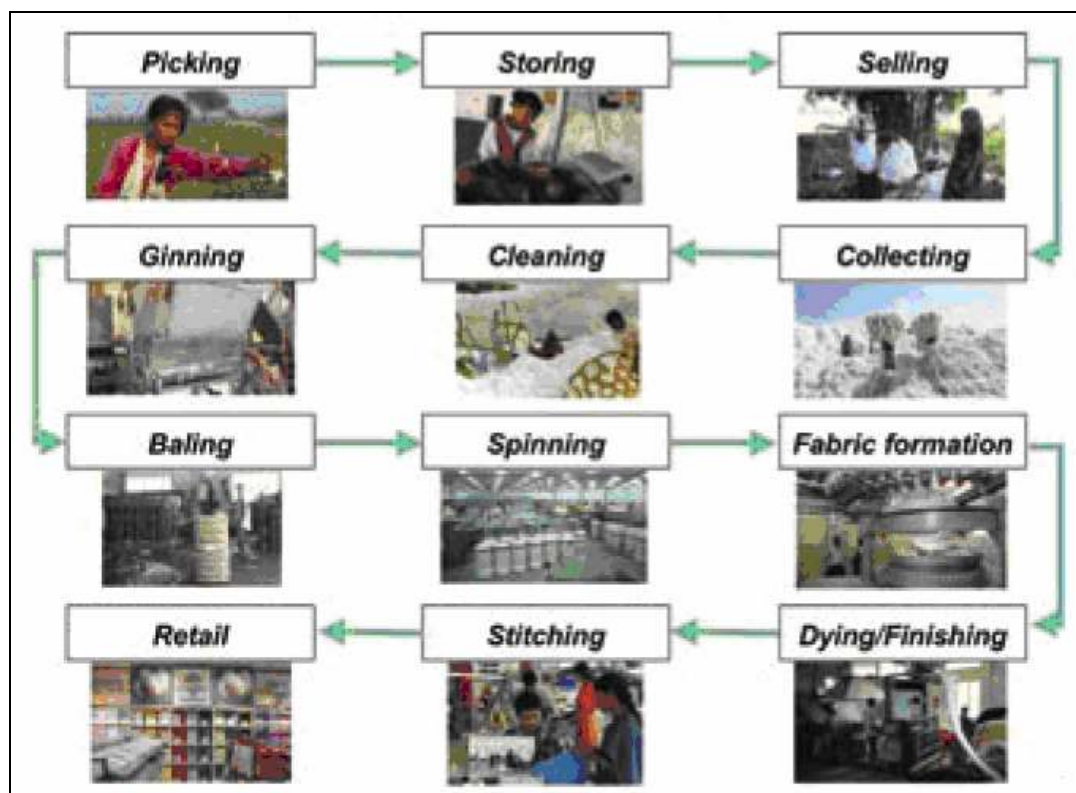 Picking
Storing
Selling
Ginning
Cleaning
Collecting
Baling
Spinning
Fabric formation
Retail
Stitching
Dying/Finishing